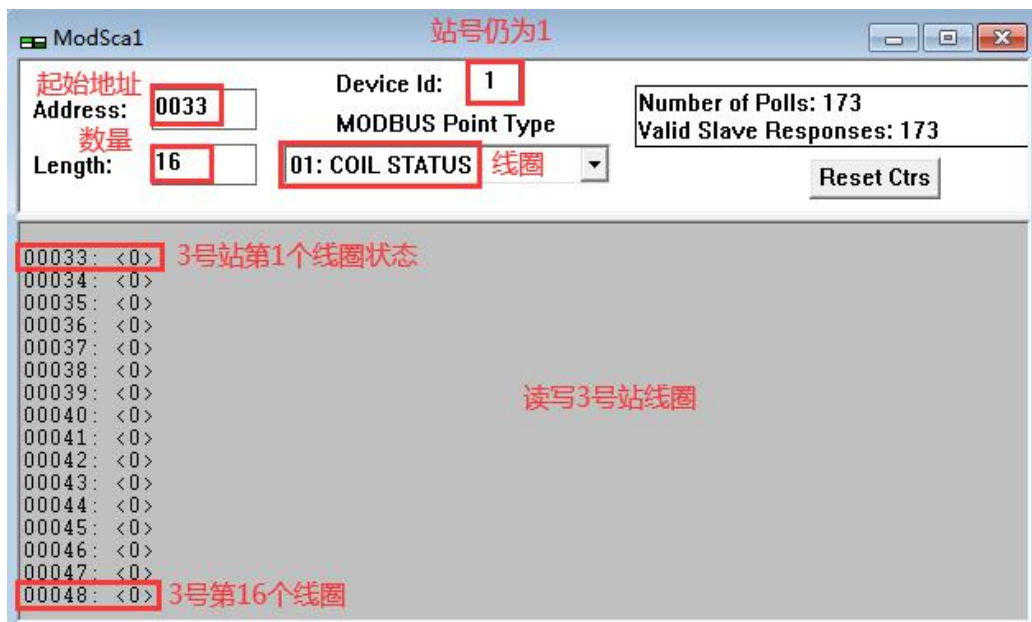 ModSca1
站号仍为1
起始地址
Address: 0033
数量
Length: 16
Device Id: 1
MODBUS Point Type
01: COIL STATUS 线圈
Number of Polls: 173
Valid Slave Responses: 173
Reset Ctrs
00033: <0> 3号站第1个线圈状态
00034: <0>
00035: <0>
00036: <0>
00037: <0>
00038: <0>
00039: <0> 读写3号站线圈
00040: <0>
00041: <0>
00042: <0>
00043: <0>
00044: <0>
00045: <0>
00046: <0>
00047: <0>
00048: <0> 3号第16个线圈